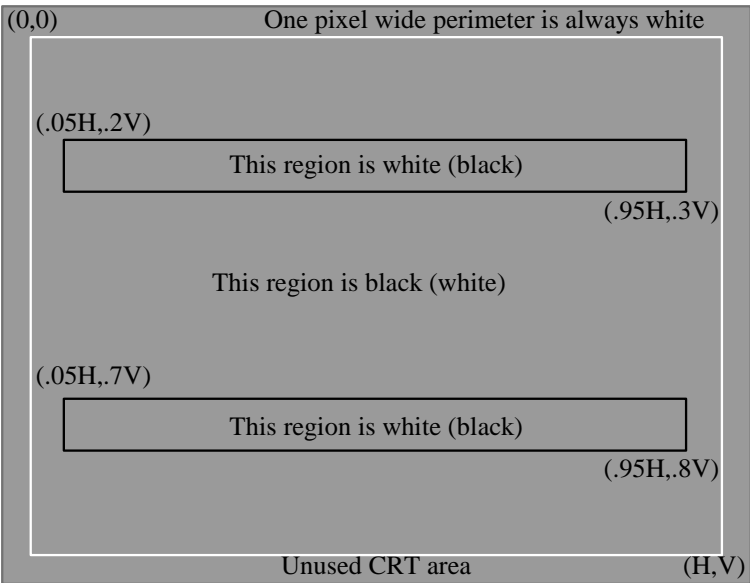 (0,0) One pixel wide perimeter is always white
(.05H,.2V)
This region is white (black)
(.95H,.3V)
This region is black (white)
(.05H,.7V)
This region is white (black)
(.95H,.8V)
Unused CRT area (H,V)